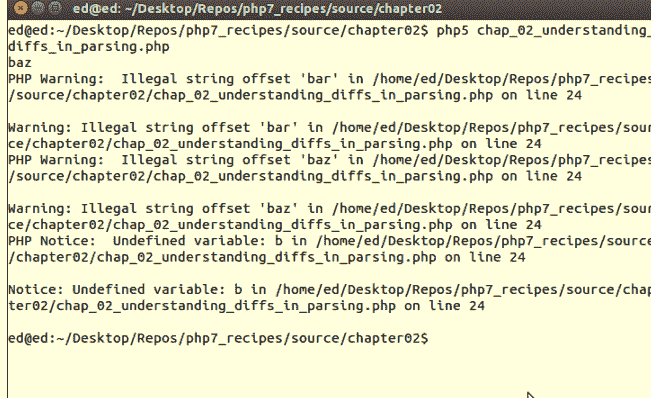 ed@ed: ~/Desktop/Repos/php7_recipes/source/chapter02
ed@ed:~/Desktop/Repos/php7_recipes/source/chapter02$ php5 chap_02_understanding_
diffs_in_parsing.php
baz
PHP Warning:  Illegal string offset 'bar' in /home/ed/Desktop/Repos/php7_recipes
/source/chapter02/chap_02_understanding_diffs_in_parsing.php on line 24
Warning: Illegal string offset 'bar' in /home/ed/Desktop/Repos/php7_recipes/sour
ce/chapter02/chap_02_understanding_diffs_in_parsing.php on line 24
PHP Warning:  Illegal string offset 'baz' in /home/ed/Desktop/Repos/php7_recipes
/source/chapter02/chap_02_understanding_diffs_in_parsing.php on line 24
Warning: Illegal string offset 'baz' in /home/ed/Desktop/Repos/php7_recipes/sour
ce/chapter02/chap_02_understanding_diffs_in_parsing.php on line 24
PHP Notice:  Undefined variable: b in /home/ed/Desktop/Repos/php7_recipes/source
/chapter02/chap_02_understanding_diffs_in_parsing.php on line 24
Notice: Undefined variable: b in /home/ed/Desktop/Repos/php7_recipes/source/chap
ter02/chap_02_understanding_diffs_in_parsing.php on line 24
ed@ed:~/Desktop/Repos/php7_recipes/source/chapter02$